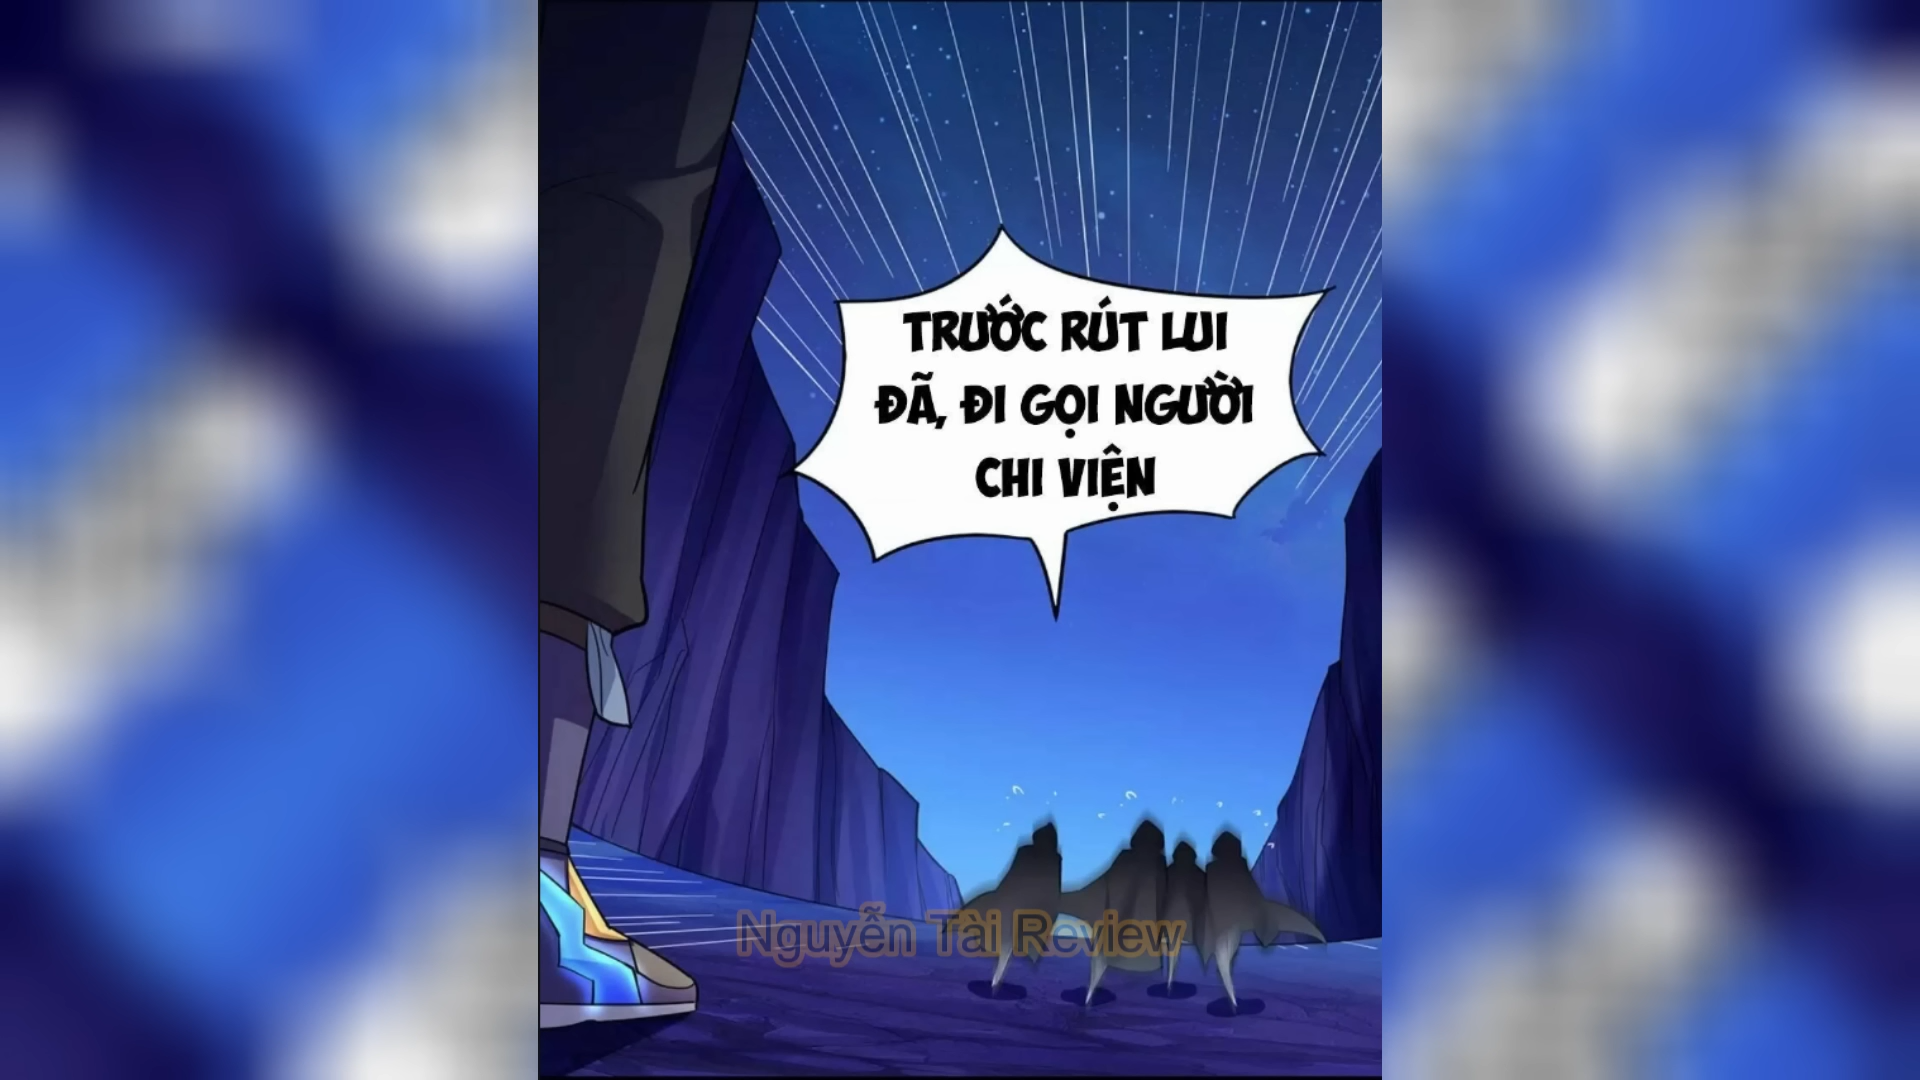 TRƯỚC RÚT LUI
ĐÃ, ĐI GỌI NGƯỜI
CHI VIỆN
Nguyễn Tài Review